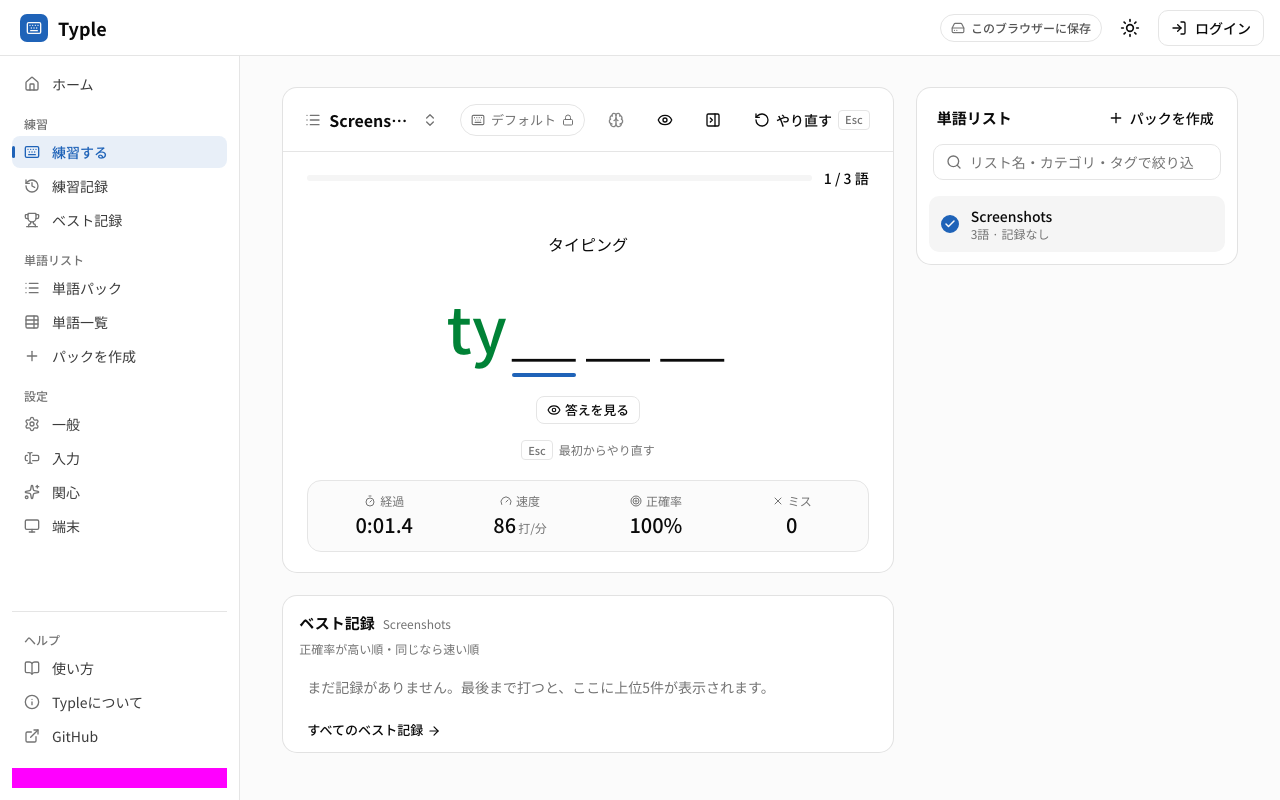 Typle
このブラウザーに保存
ログイン
ホーム
練習
練習する
練習記録
ベスト記録
単語リスト
単語パック
単語一覧
パックを作成
設定
一般
入力
関心
端末
ヘルプ
使い方
Typleについて
GitHub
Screens… デフォルト やり直す Esc
1 / 3 語
タイピング
ty
答えを見る
Esc 最初からやり直す
経過 速度 正確率 ミス
0:01.4 86打/分 100% 0
ベスト記録 Screenshots
正確率が高い順・同じなら速い順
まだ記録がありません。最後まで打つと、ここに上位5件が表示されます。
すべてのベスト記録 →
単語リスト パックを作成
リスト名・カテゴリ・タグで絞り込
Screenshots
3語 · 記録なし